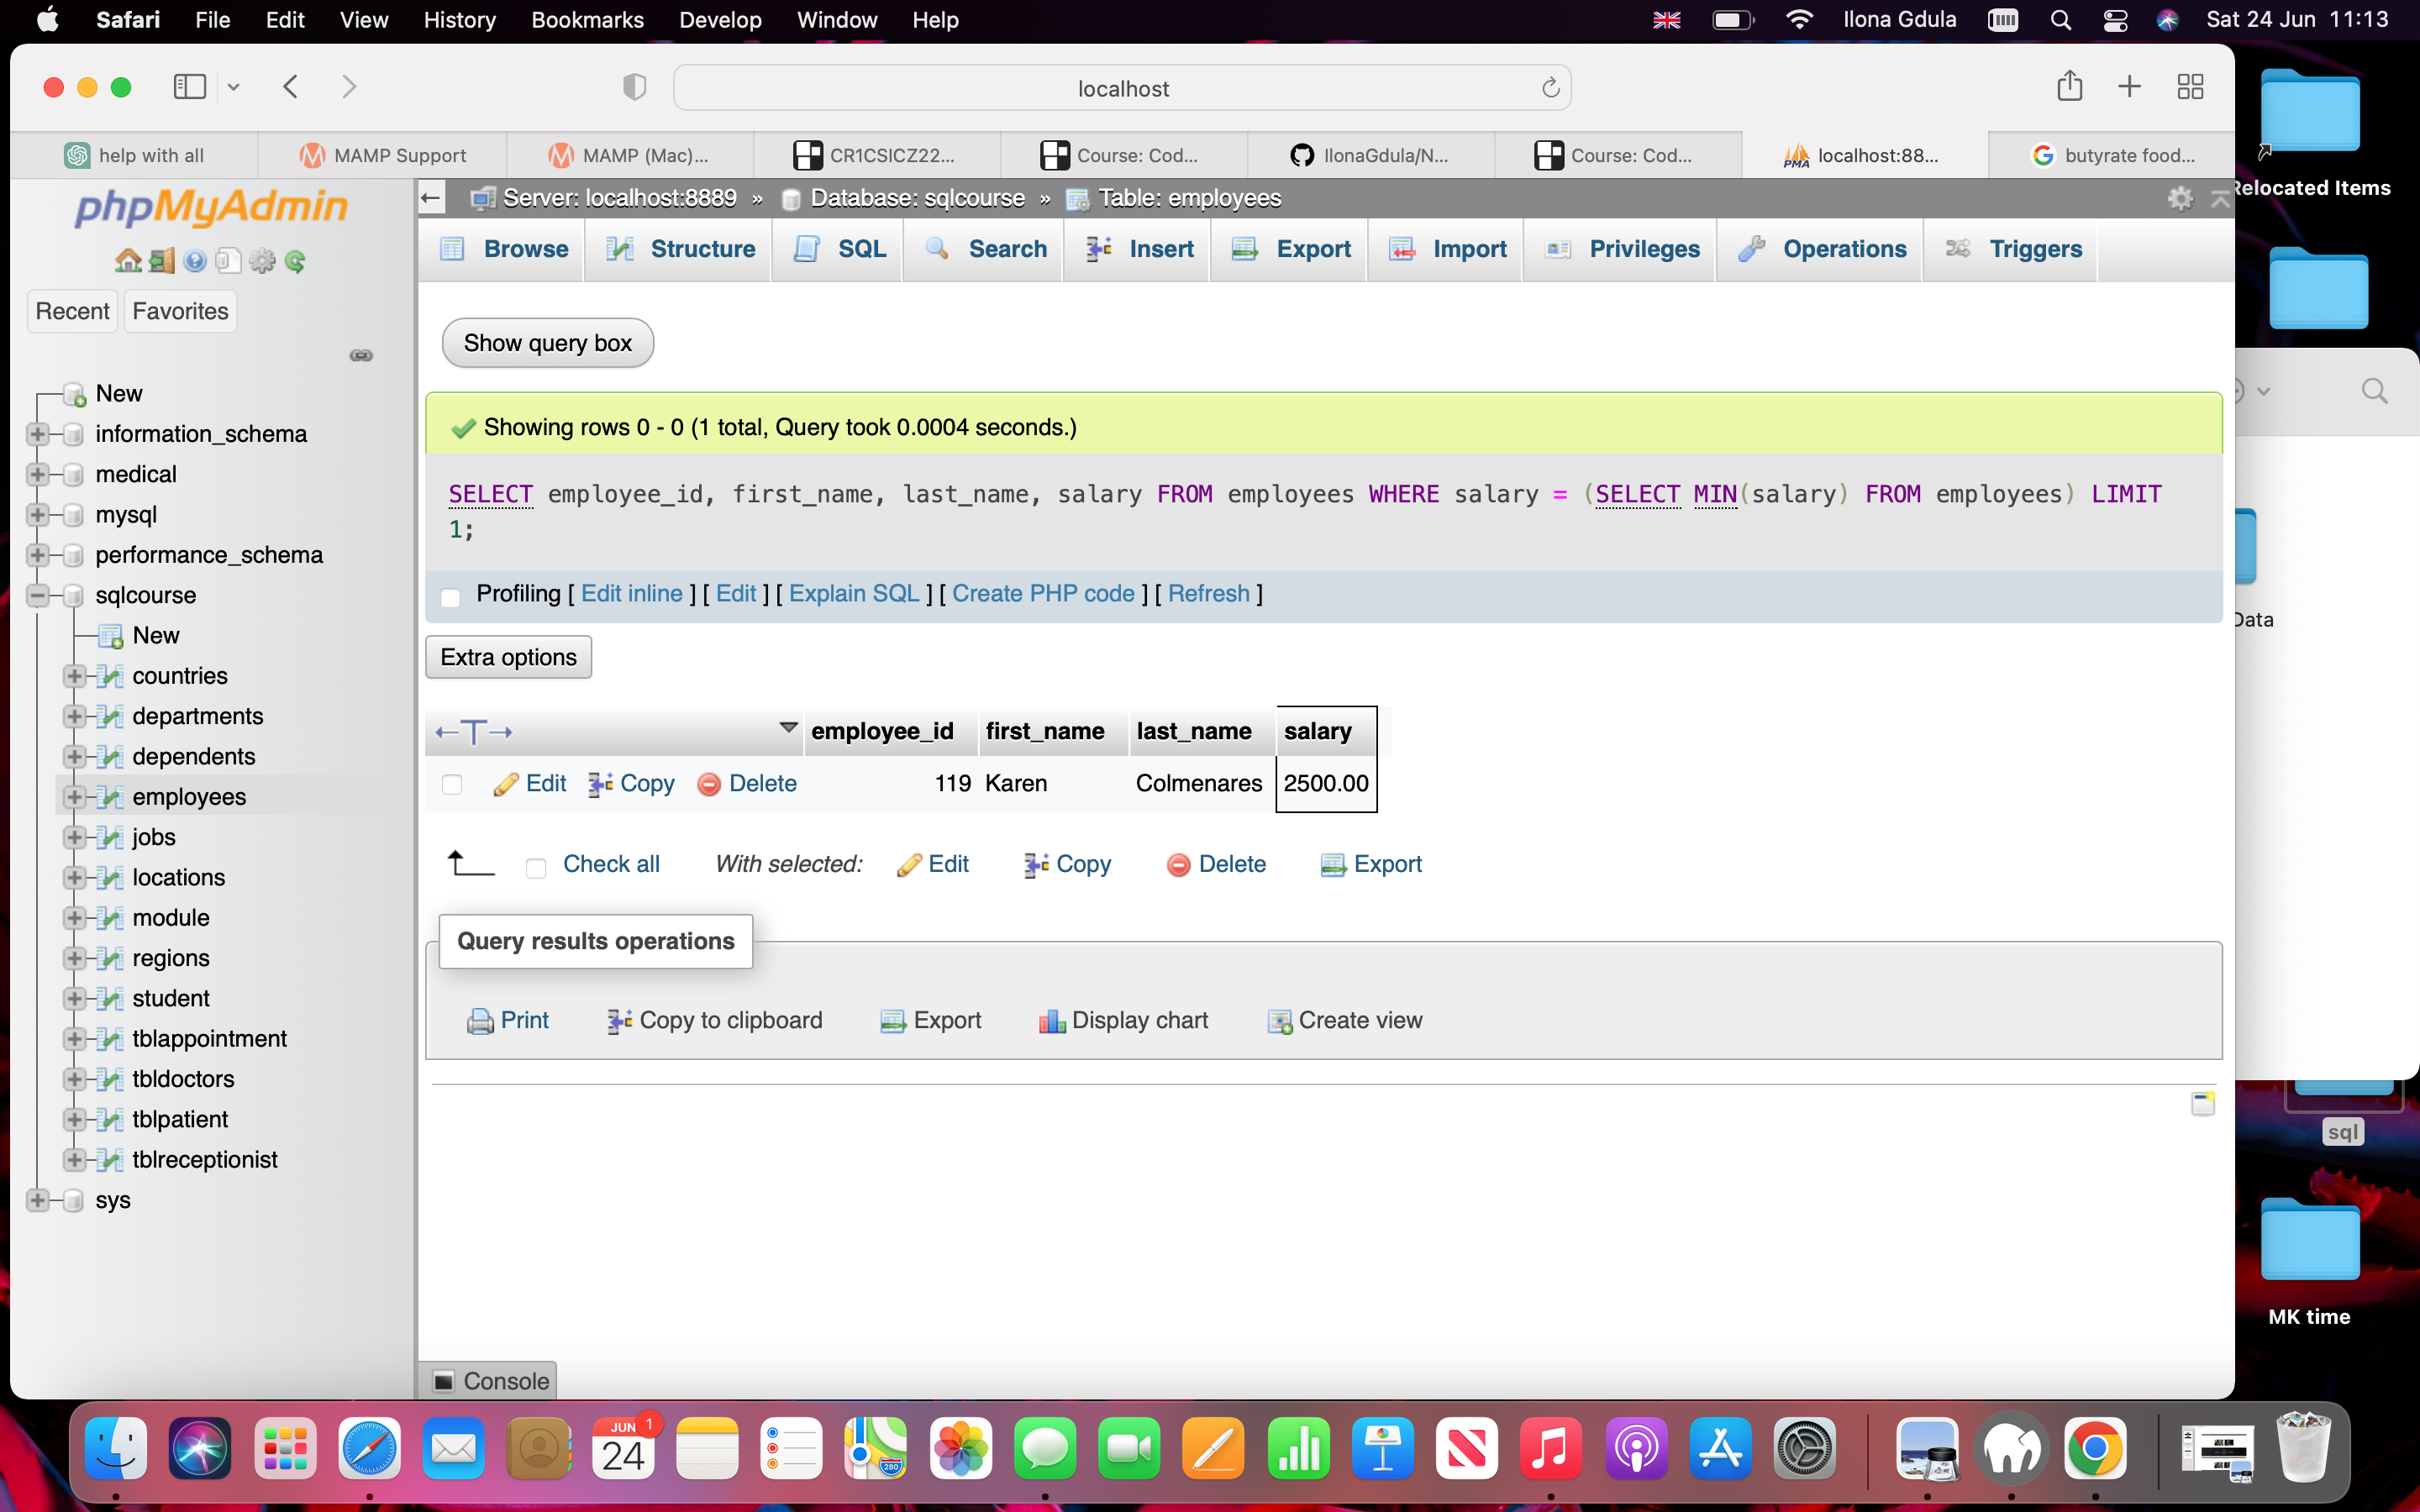 Safari File Edit View History Bookmarks Develop Window Help Ilona Gdula Sat 24 Jun 11:13
localhost
help with all MAMP Support MAMP (Mac)... CR1CSICZ22... Course: Cod... IlonaGdula/N... Course: Cod... localhost:88... butyrate food...
phpMyAdmin
Recent Favorites
New
information_schema
medical
mysql
performance_schema
sqlcourse
New
countries
departments
dependents
employees
jobs
locations
module
regions
student
tblappointment
tbldoctors
tblpatient
tblreceptionist
sys
Server: localhost:8889 » Database: sqlcourse » Table: employees
Browse Structure SQL Search Insert Export Import Privileges Operations Triggers
Show query box
Showing rows 0 - 0 (1 total, Query took 0.0004 seconds.)
SELECT employee_id, first_name, last_name, salary FROM employees WHERE salary = (SELECT MIN(salary) FROM employees) LIMIT
1;
Profiling [ Edit inline ] [ Edit ] [ Explain SQL ] [ Create PHP code ] [ Refresh ]
Extra options
employee_id first_name last_name salary
Edit Copy Delete 119 Karen Colmenares 2500.00
Check all With selected: Edit Copy Delete Export
Query results operations
Print Copy to clipboard Export Display chart Create view
Console
Relocated Items
Data
sql
MK time
JUN 1
24
280